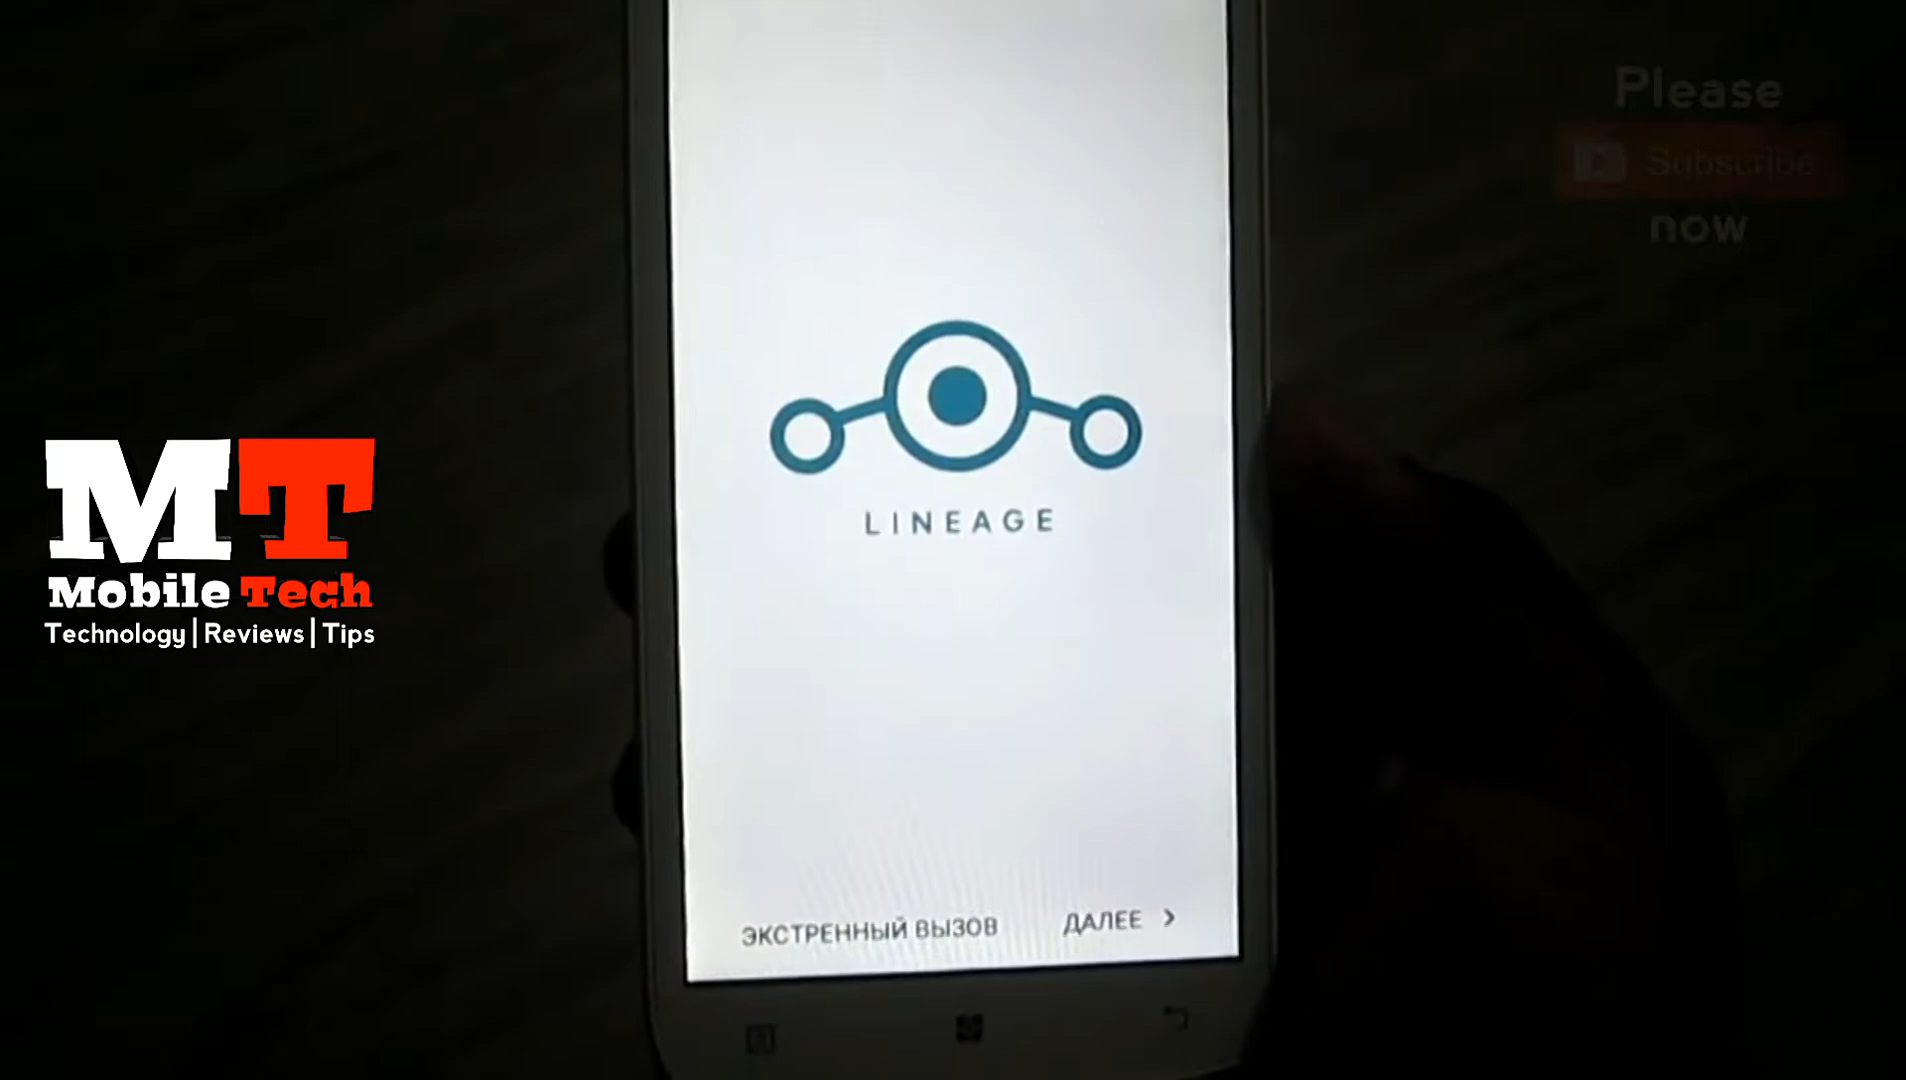 Please
Subscribe
now
MT
Mobile Tech
Technology|Reviews|Tips
LINEAGE
ЭКСТРЕННЫЙ ВЫЗОВ
ДАЛЕЕ >